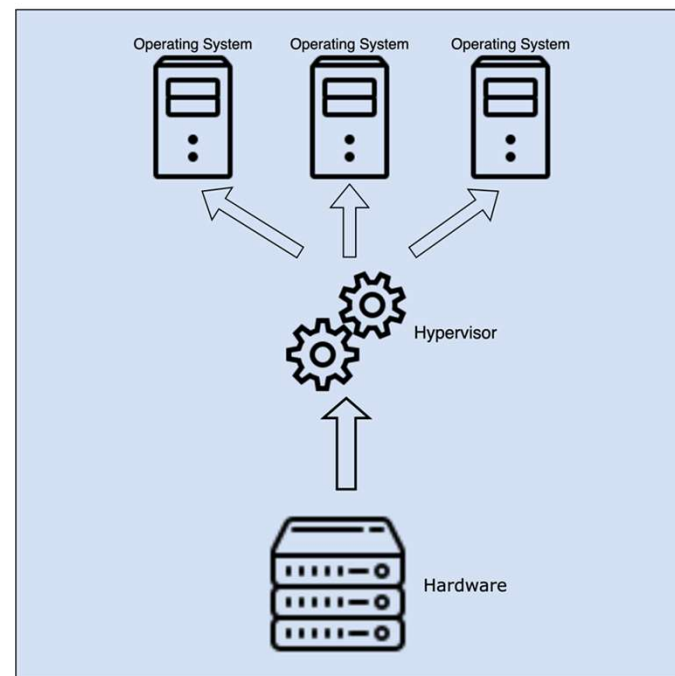 Operating System
Operating System
Operating System
Hypervisor
Hardware